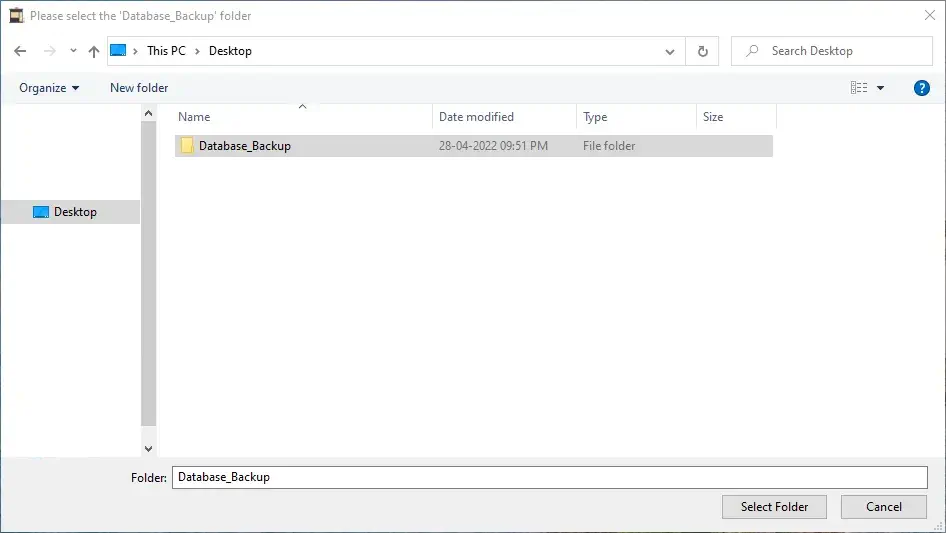 Please select the 'Database_Backup' folder
This PC Desktop
Search Desktop
Organize New folder
?
Name Date modified Type Size
Database_Backup 28-04-2022 09:51 PM File folder
Desktop
Folder: Database_Backup
Select Folder Cancel